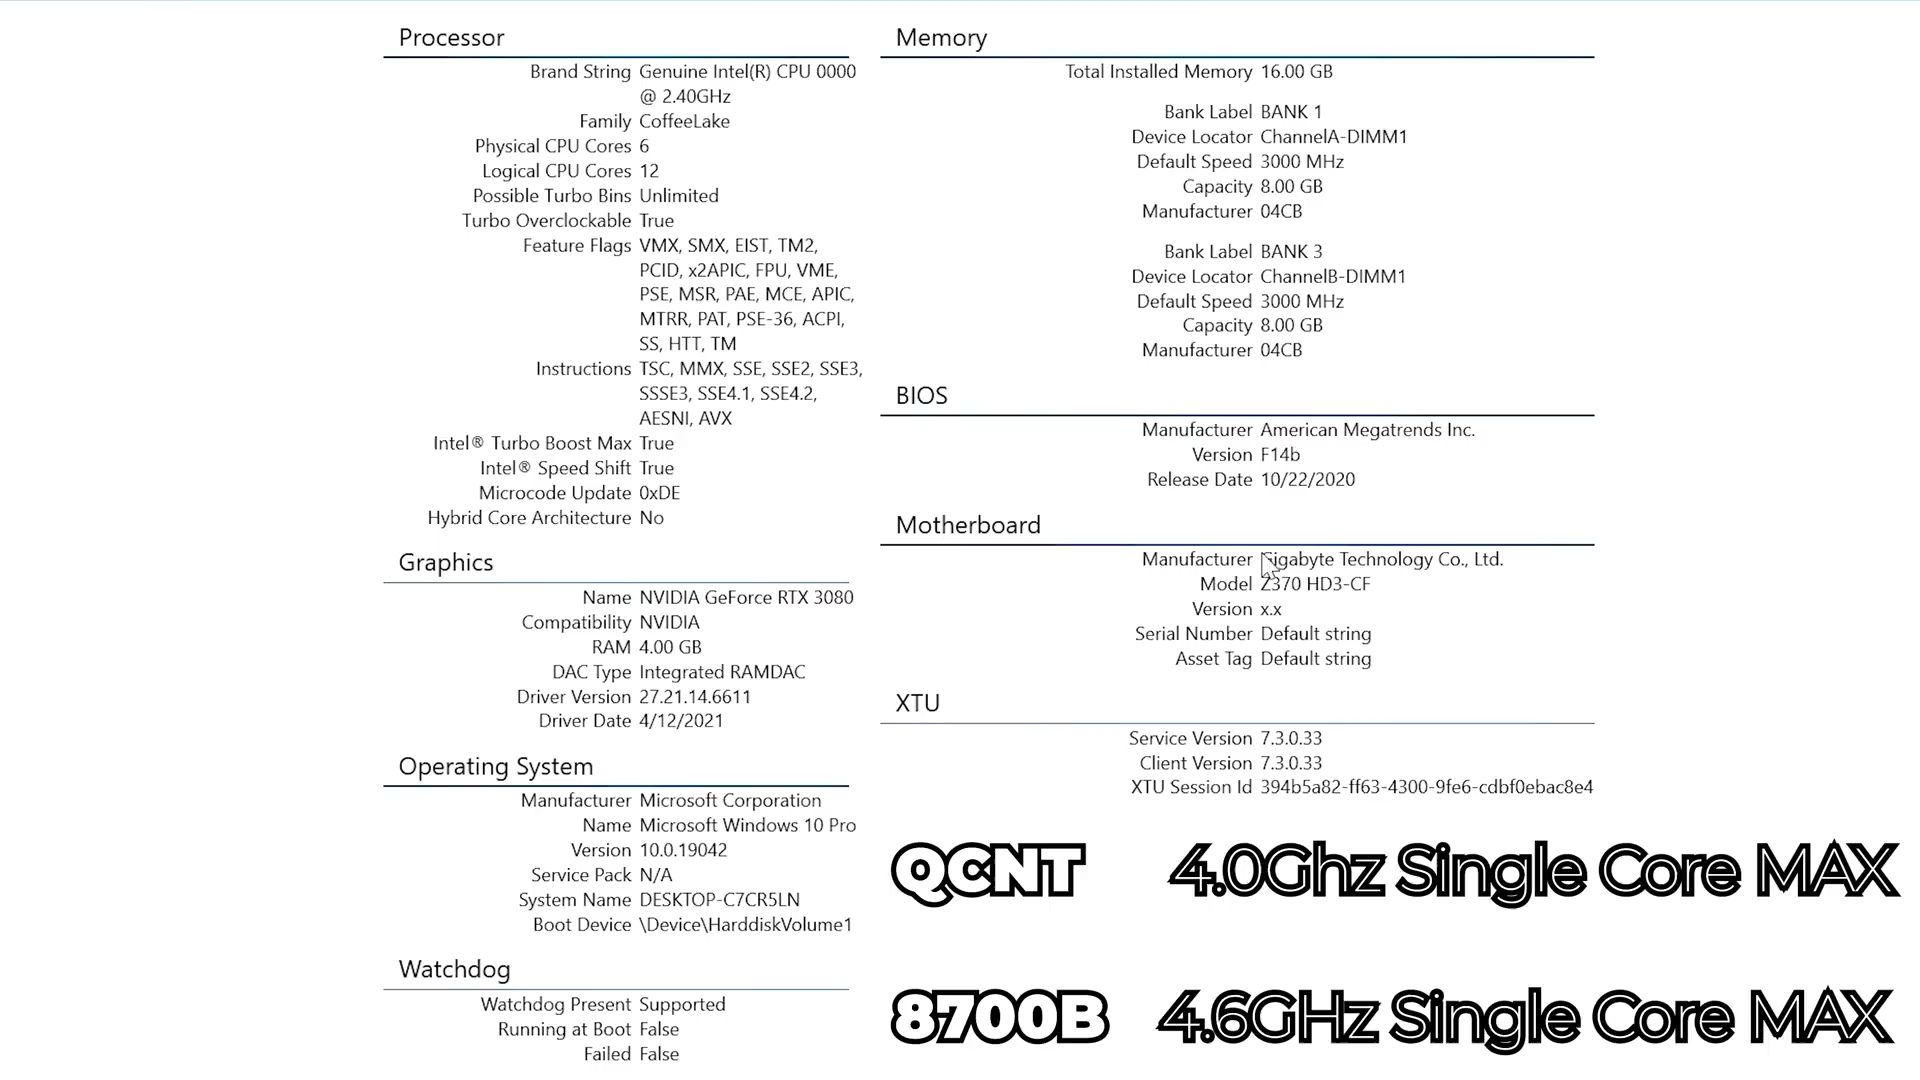 Processor
Brand String Genuine Intel(R) CPU 0000
@ 2.40GHz
Family CoffeeLake
Physical CPU Cores 6
Logical CPU Cores 12
Possible Turbo Bins Unlimited
Turbo Overclockable True
Feature Flags VMX, SMX, EIST, TM2,
PCID, x2APIC, FPU, VME,
PSE, MSR, PAE, MCE, APIC,
MTRR, PAT, PSE-36, ACPI,
SS, HTT, TM
Instructions TSC, MMX, SSE, SSE2, SSE3,
SSSE3, SSE4.1, SSE4.2,
AESNI, AVX
Intel® Turbo Boost Max True
Intel® Speed Shift True
Microcode Update 0xDE
Hybrid Core Architecture No
Graphics
Name NVIDIA GeForce RTX 3080
Compatibility NVIDIA
RAM 4.00 GB
DAC Type Integrated RAMDAC
Driver Version 27.21.14.6611
Driver Date 4/12/2021
Operating System
Manufacturer Microsoft Corporation
Name Microsoft Windows 10 Pro
Version 10.0.19042
Service Pack N/A
System Name DESKTOP-C7CR5LN
Boot Device \Device\HarddiskVolume1
Watchdog
Watchdog Present Supported
Running at Boot False
Failed False
Memory
Total Installed Memory 16.00 GB
Bank Label BANK 1
Device Locator ChannelA-DIMM1
Default Speed 3000 MHz
Capacity 8.00 GB
Manufacturer 04CB
Bank Label BANK 3
Device Locator ChannelB-DIMM1
Default Speed 3000 MHz
Capacity 8.00 GB
Manufacturer 04CB
BIOS
Manufacturer American Megatrends Inc.
Version F14b
Release Date 10/22/2020
Motherboard
Manufacturer Gigabyte Technology Co., Ltd.
Model Z370 HD3-CF
Version x.x
Serial Number Default string
Asset Tag Default string
XTU
Service Version 7.3.0.33
Client Version 7.3.0.33
XTU Session Id 394b5a82-ff63-4300-9fe6-cdbf0ebac8e4
QCNT 4.0Ghz Single Core MAX
8700B 4.6GHz Single Core MAX